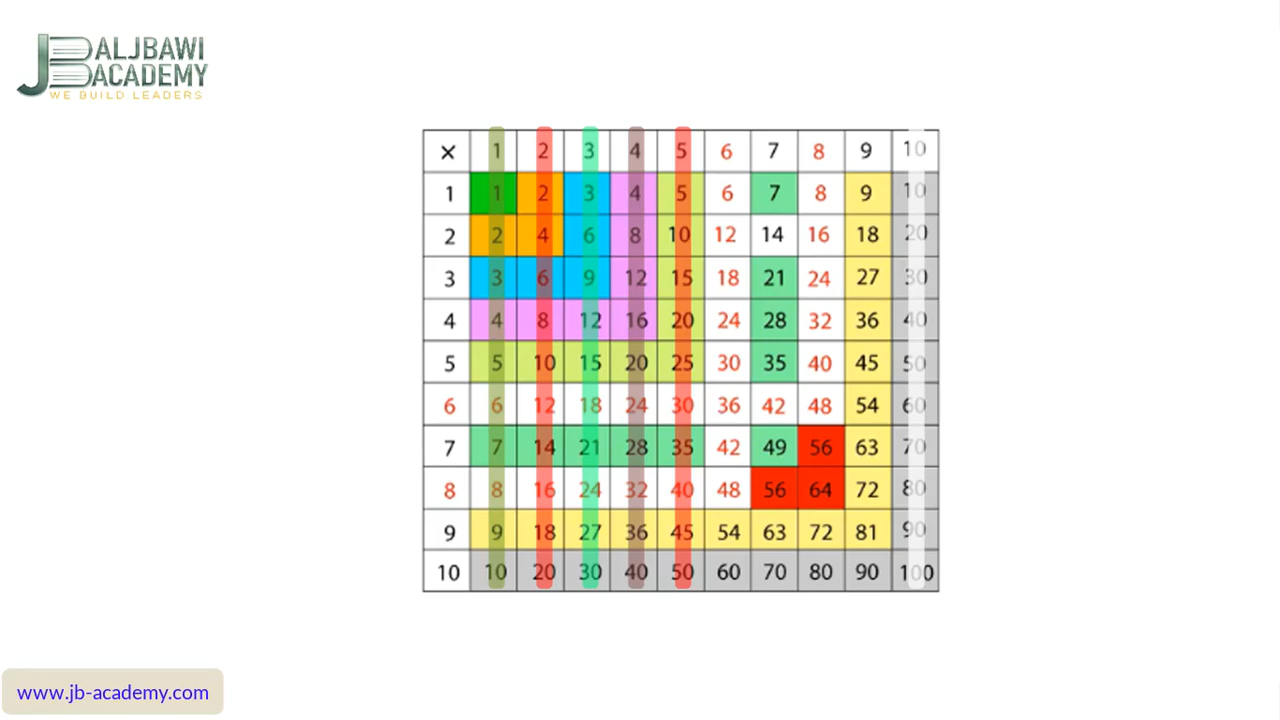 ALJBAWI
ACADEMY
WE BUILD LEADERS
× 1 2 3 4 5 6 7 8 9 10
1 1 2 3 4 5 6 7 8 9 10
2 2 4 6 8 10 12 14 16 18 20
3 3 6 9 12 15 18 21 24 27 30
4 4 8 12 16 20 24 28 32 36 40
5 5 10 15 20 25 30 35 40 45 50
6 6 12 18 24 30 36 42 48 54 60
7 7 14 21 28 35 42 49 56 63 70
8 8 16 24 32 40 48 56 64 72 80
9 9 18 27 36 45 54 63 72 81 90
10 10 20 30 40 50 60 70 80 90 100
www.jb-academy.com